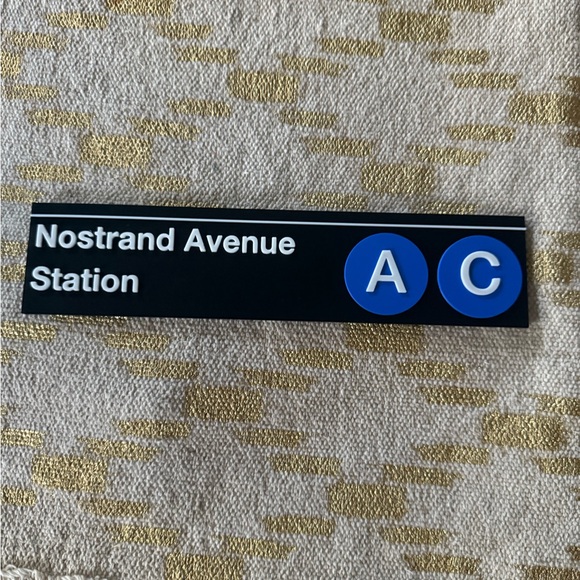 Nostrand Avenue
Station
A C